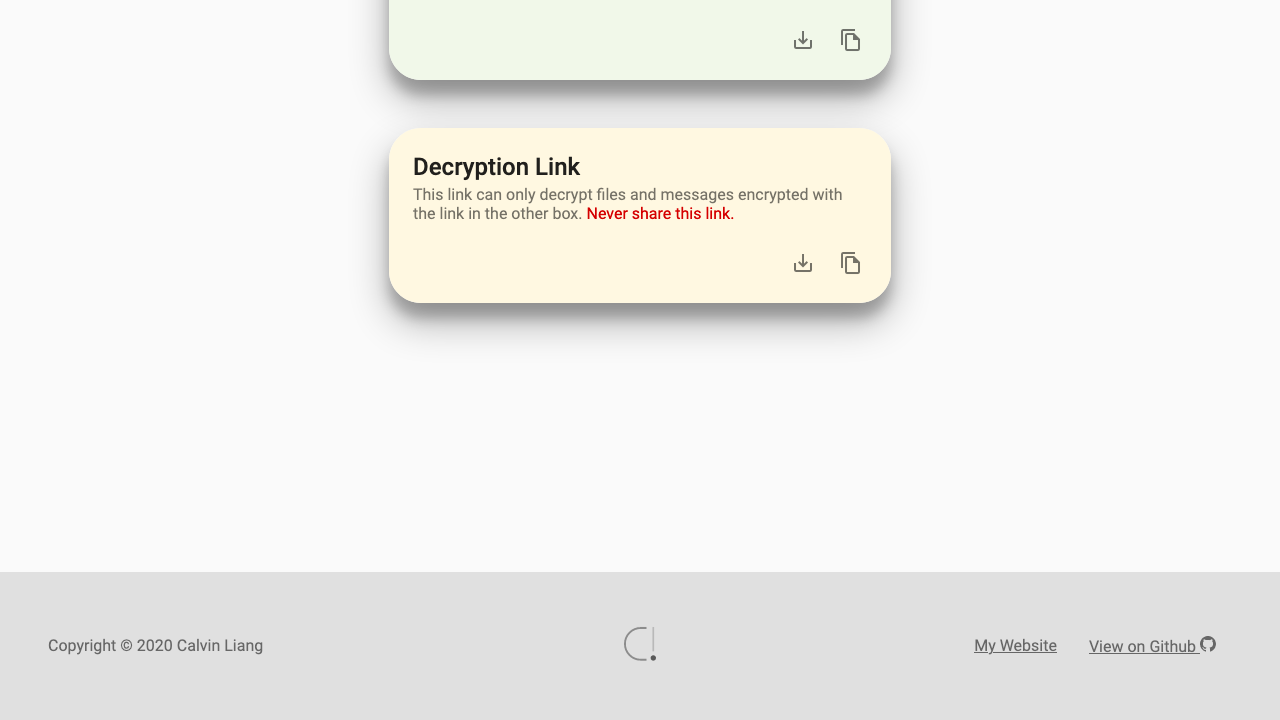 Decryption Link
This link can only decrypt files and messages encrypted with
the link in the other box. Never share this link.
Copyright © 2020 Calvin Liang
My Website
View on Github